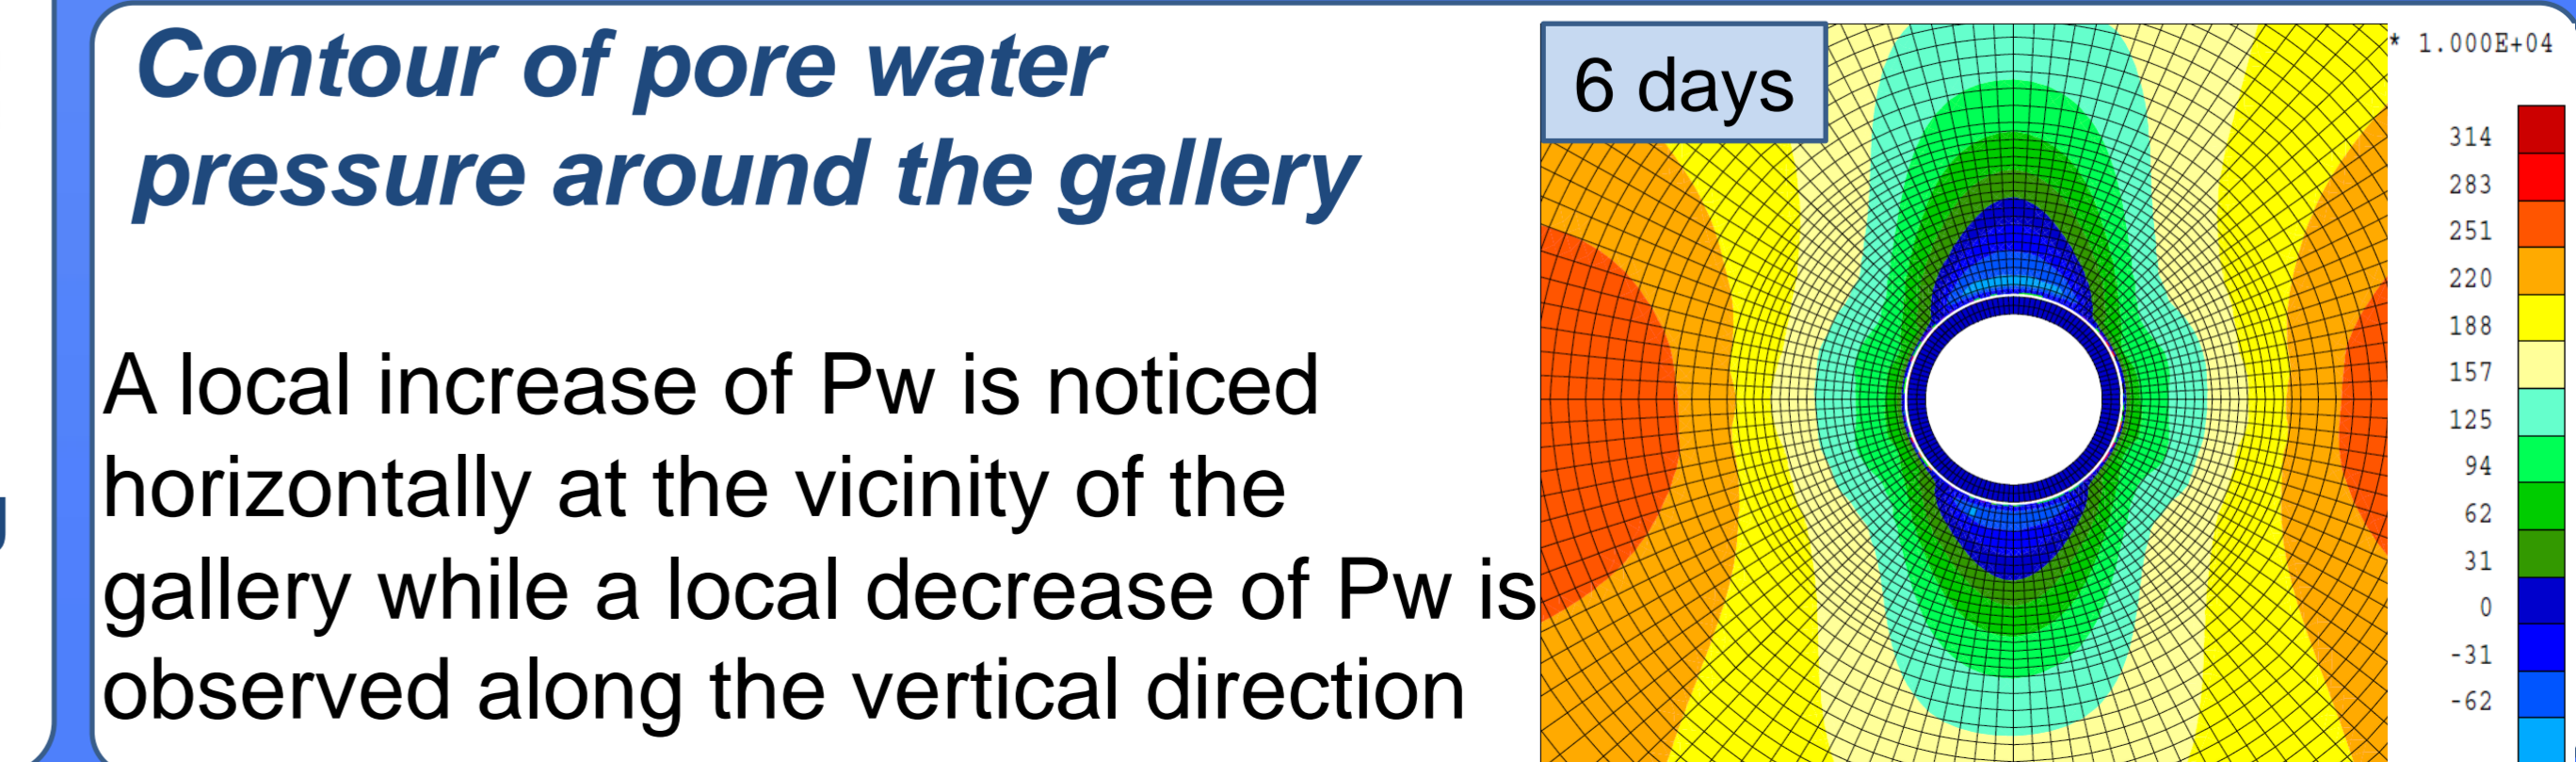 Contour of pore water
pressure around the gallery
A local increase of Pw is noticed
horizontally at the vicinity of the
gallery while a local decrease of Pw is
observed along the vertical direction
6 days
* 1.000E+04
314
283
251
220
188
157
125
94
62
31
0
-31
-62